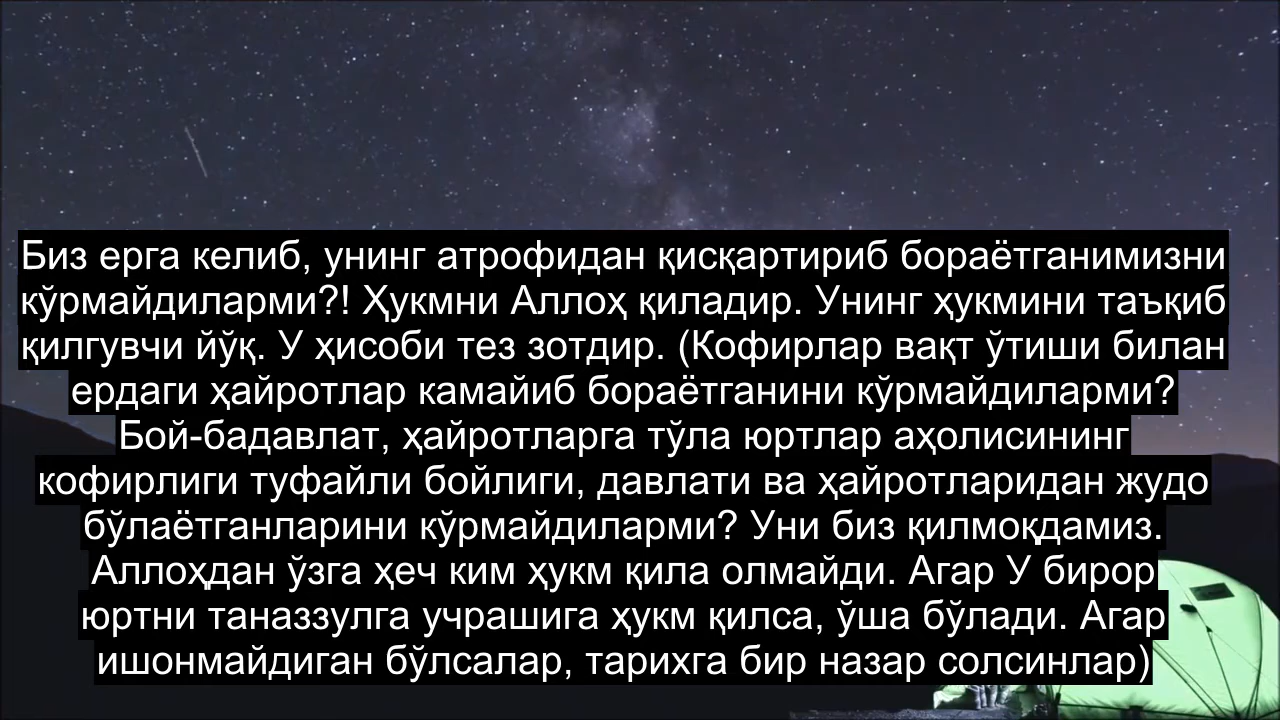 Биз ерга келиб, унинг атрофидан қисқартириб бораётганимизни
кўрмайдиларми?! Ҳукмни Аллоҳ қиладир. Унинг ҳукмини таъқиб
қилгувчи йўқ. У ҳисоби тез зотдир. (Кофирлар вақт ўтиши билан
ердаги ҳайротлар камайиб бораётганини кўрмайдиларми?
Бой-бадавлат, ҳайротларга тўла юртлар аҳолисининг
кофирлиги туфайли бойлиги, давлати ва ҳайротларидан жудо
бўлаётганларини кўрмайдиларми? Уни биз қилмоқдамиз.
Аллоҳдан ўзга ҳеч ким ҳукм қила олмайди. Агар У бирор
юртни таназзулга учрашига ҳукм қилса, ўша бўлади. Агар
ишонмайдиган бўлсалар, тарихга бир назар солсинлар)